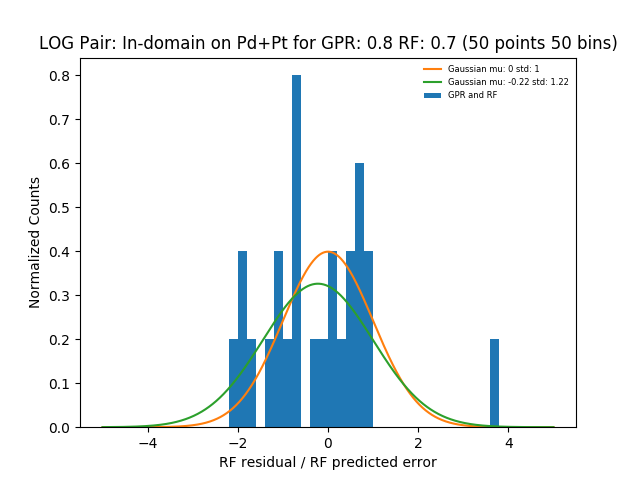 LOG Pair: In-domain on Pd+Pt for GPR: 0.8 RF: 0.7 (50 points 50 bins)
Gaussian mu: 0 std: 1
Gaussian mu: -0.22 std: 1.22
GPR and RF
Normalized Counts
0.8
0.7
0.6
0.5
0.4
0.3
0.2
0.1
0.0
−4 −2 0 2 4
RF residual / RF predicted error